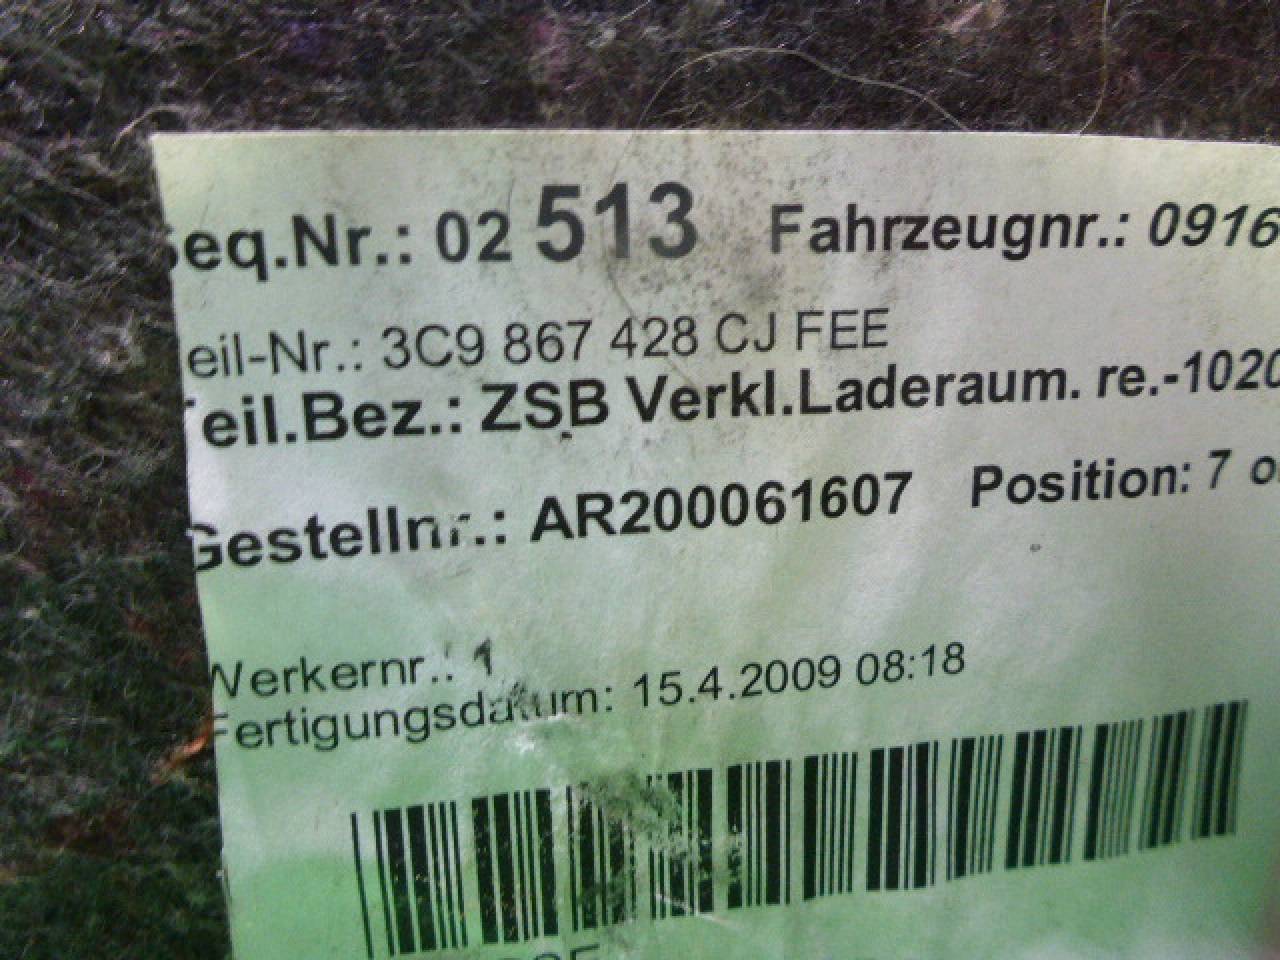 Seq.Nr.: 02 513 Fahrzeugnr.: 0916
Teil-Nr.: 3C9 867 428 CJ FEE
Teil.Bez.: ZSB Verkl.Laderaum. re.-1020
Gestellnr.: AR200061607 Position: 7
Werkernr.: 1
Fertigungsdatum: 15.4.2009 08:18